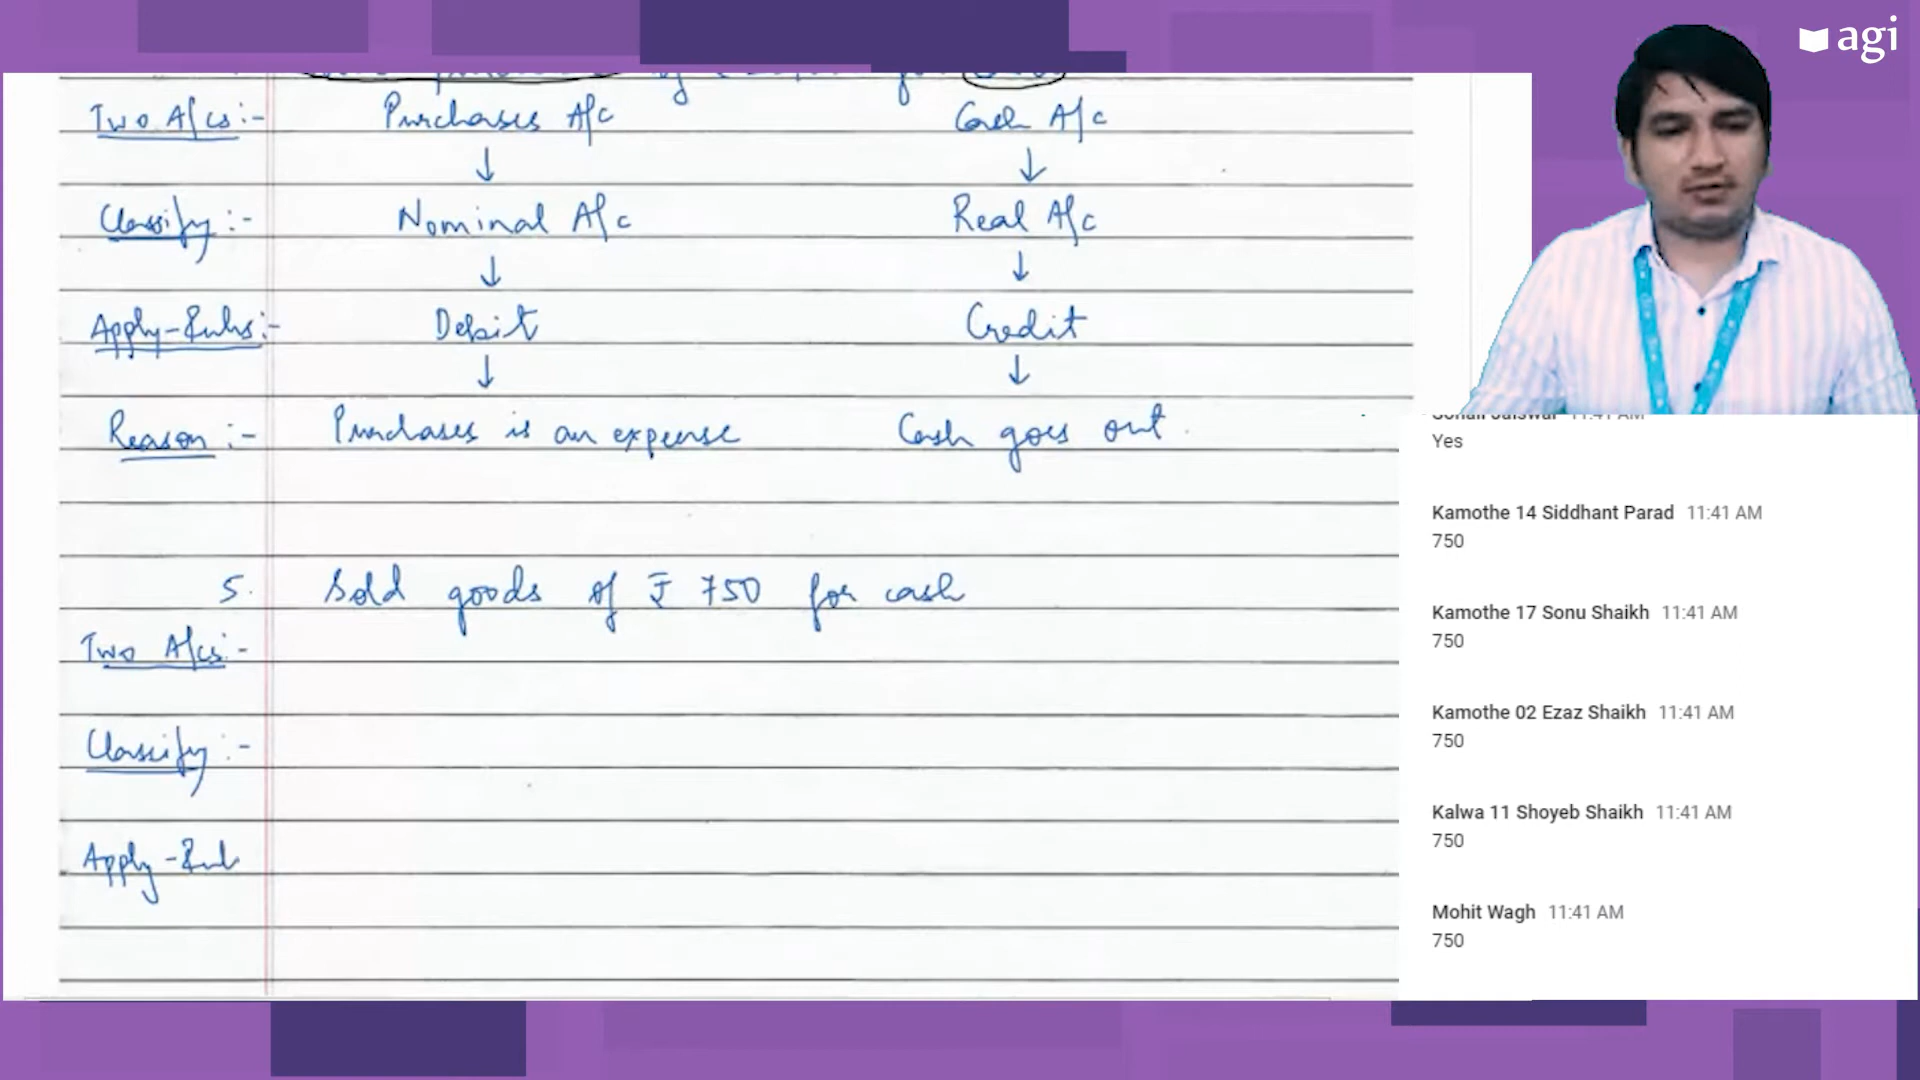 agi
Two A/cs :- Purchases A/c Cash A/c
↓ ↓
Classify :- Nominal A/c Real A/c
↓ ↓
Apply-Rules :- Debit Credit
↓ ↓
Reason :- Purchases is an expense Cash goes out.
5. Sold goods of ₹ 750 for cash
Two A/cs :-
Classify :-
Apply-Rul
11:41 AM
Yes
Kamothe 14 Siddhant Parad 11:41 AM
750
Kamothe 17 Sonu Shaikh 11:41 AM
750
Kamothe 02 Ezaz Shaikh 11:41 AM
750
Kalwa 11 Shoyeb Shaikh 11:41 AM
750
Mohit Wagh 11:41 AM
750